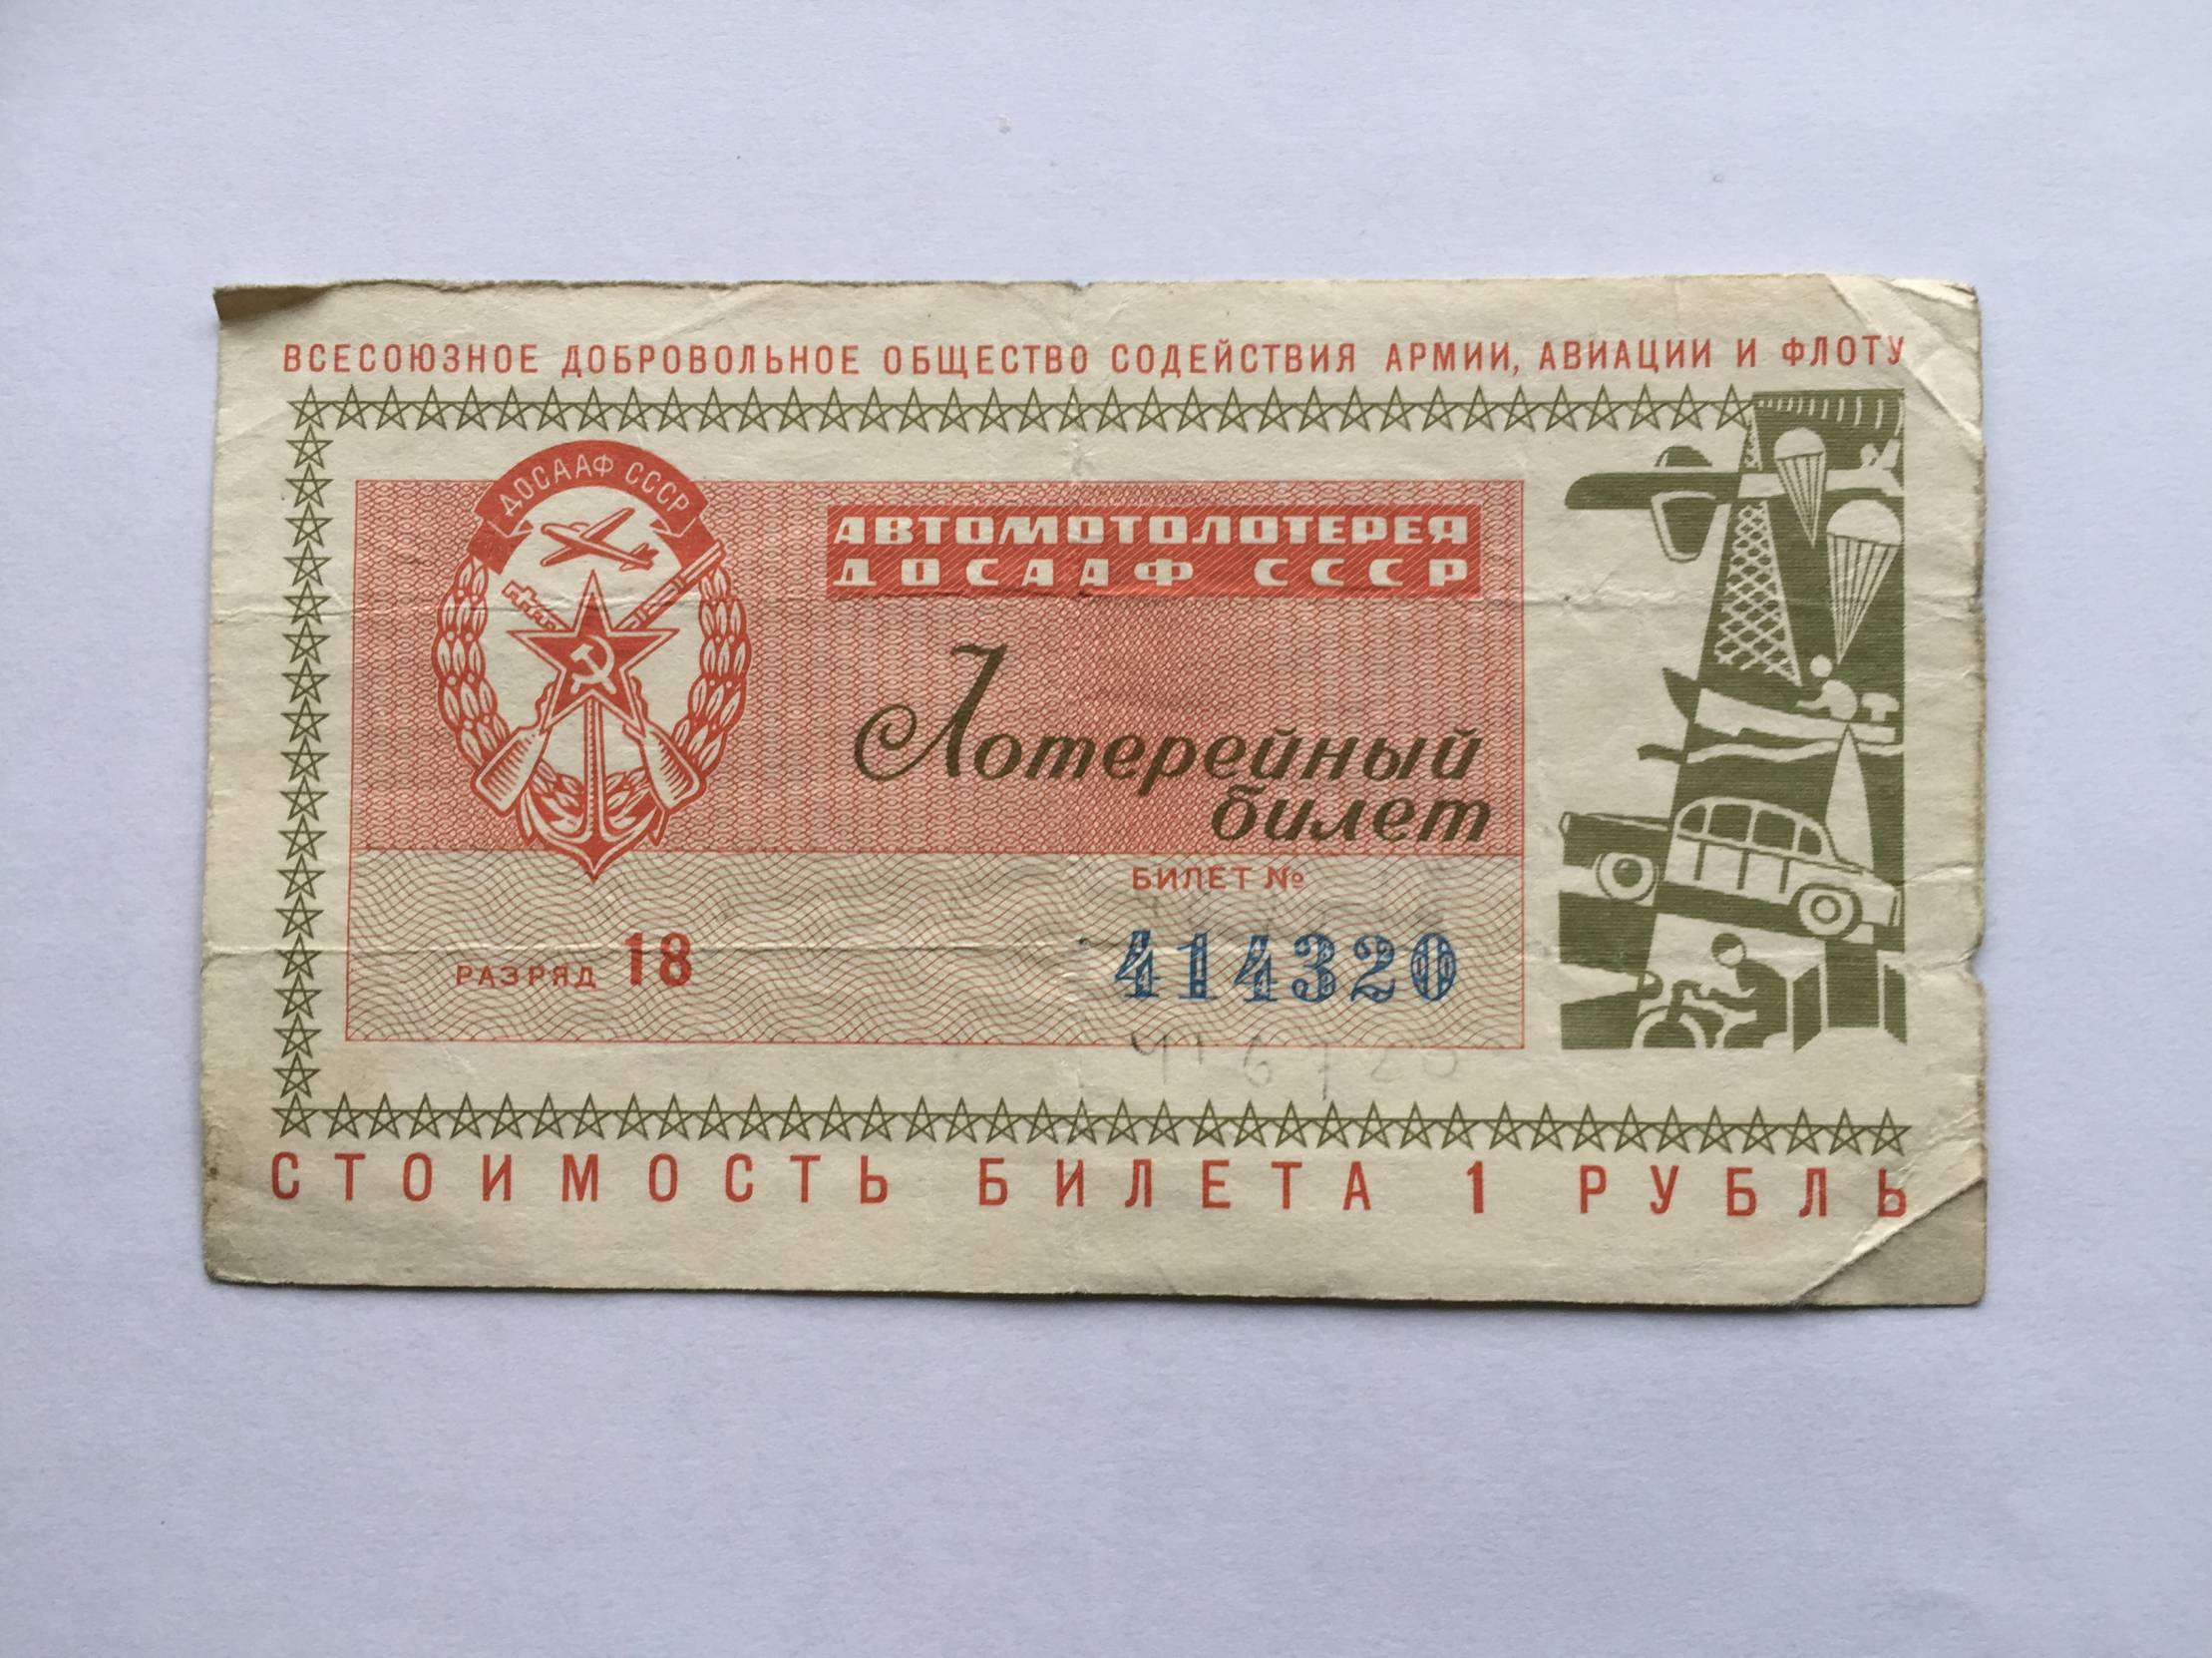 ВСЕСОЮЗНОЕ ДОБРОВОЛЬНОЕ ОБЩЕСТВО СОДЕЙСТВИЯ АРМИИ, АВИАЦИИ И ФЛОТУ
ДОСААФ СССР
АВТОМОТОЛОТЕРЕЯ
ДОСААФ СССР
Лотерейный
билет
БИЛЕТ №
РАЗРЯД 18
414320
СТОИМОСТЬ БИЛЕТА 1 РУБЛЬ